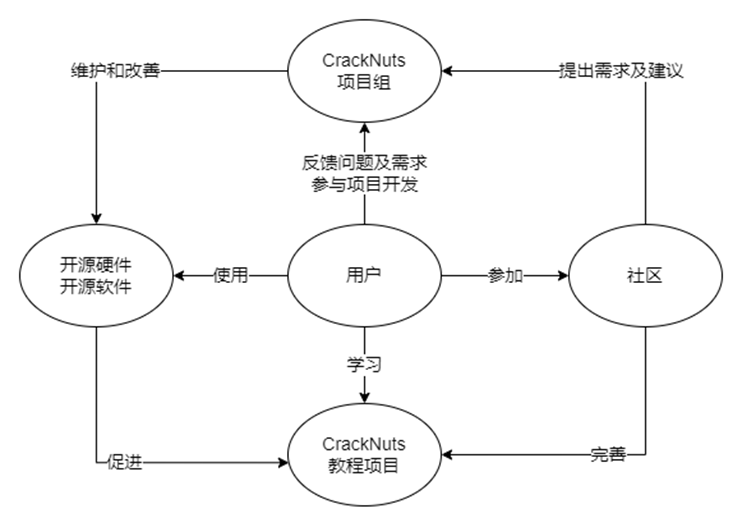 CrackNuts
项目组
维护和改善
提出需求及建议
反馈问题及需求
参与项目开发
开源硬件
开源软件
使用
用户
参加
社区
学习
CrackNuts
教程项目
促进
完善